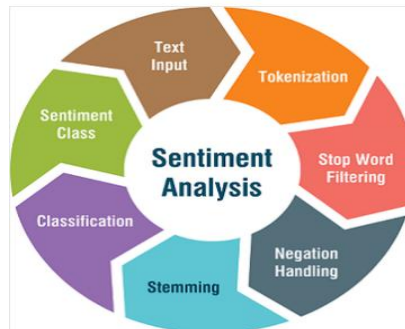 Text
Input
Tokenization
Stop Word
Filtering
Negation
Handling
Stemming
Classification
Sentiment
Class
Sentiment
Analysis